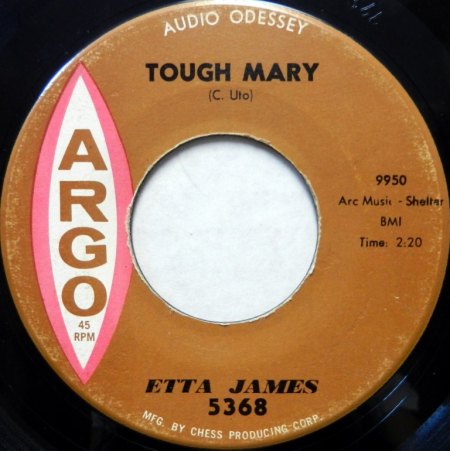 AUDIO ODESSEY
TOUGH MARY
(C. Uto)
ARGO
45
RPM
9950
Arc Music - Shelter
BMI
Time: 2:20
ETTA JAMES
5368
MFG. BY CHESS PRODUCING CORP.